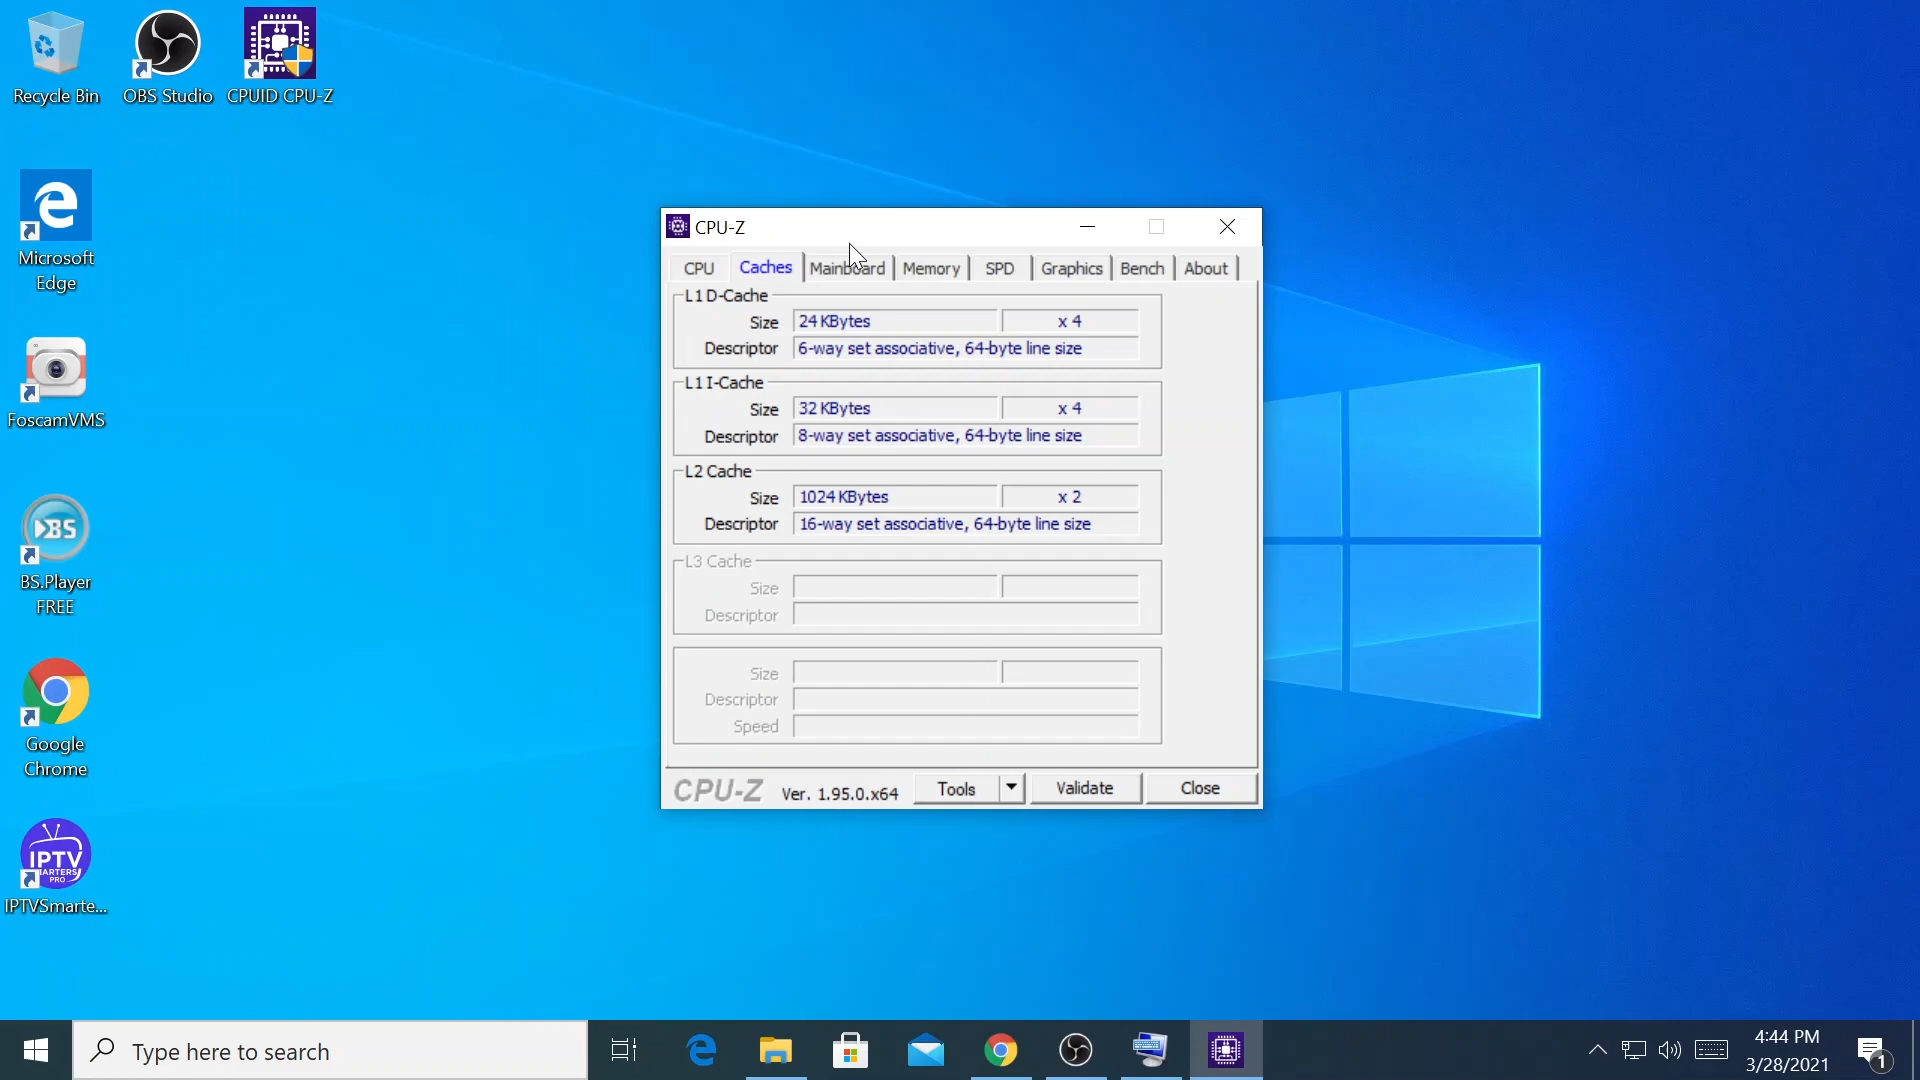 Recycle Bin
OBS Studio
CPUID CPU-Z
Microsoft
Edge
FoscamVMS
BS
BS.Player
FREE
Google
Chrome
IPTV
ARTERS
PRO
IPTVSmarte...
CPU-Z
CPU
Caches
Mainboard
Memory
SPD
Graphics
Bench
About
L1 D-Cache
Size 24 KBytes x 4
Descriptor 6-way set associative, 64-byte line size
L1 I-Cache
Size 32 KBytes x 4
Descriptor 8-way set associative, 64-byte line size
L2 Cache
Size 1024 KBytes x 2
Descriptor 16-way set associative, 64-byte line size
L3 Cache
Size
Descriptor
Size
Descriptor
Speed
CPU-Z Ver. 1.95.0.x64 Tools Validate Close
Type here to search
4:44 PM
3/28/2021
1